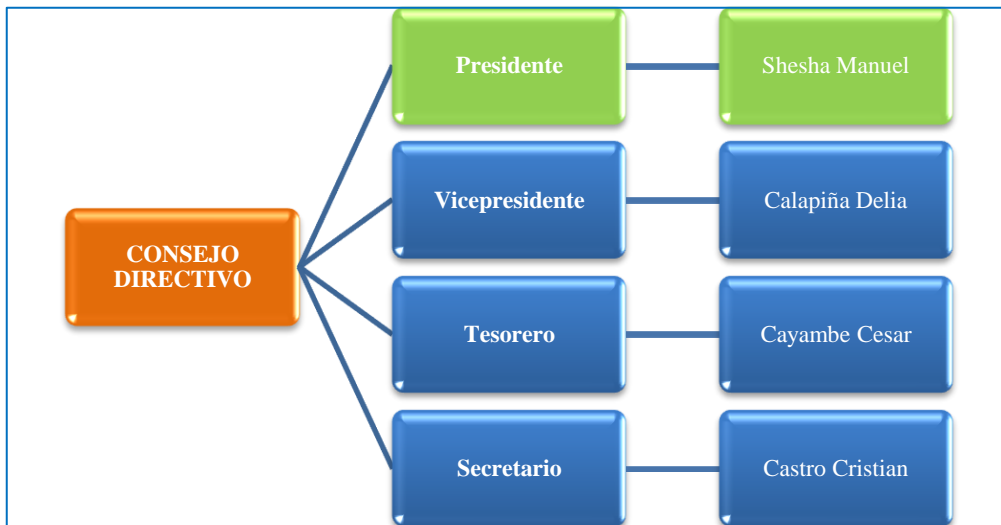 Presidente
Shesha Manuel
Vicepresidente
Calapiña Delia
CONSEJO
DIRECTIVO
Tesorero
Cayambe Cesar
Secretario
Castro Cristian